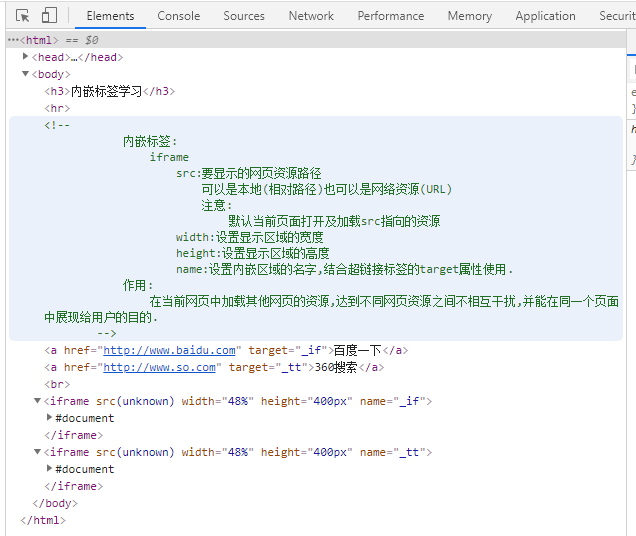 Elements Console Sources Network Performance Memory Application Securit
•••<html> == $0
▶<head>…</head>
▼<body>
<h3>内嵌标签学习</h3>
<hr>
<!--
内嵌标签:
iframe
src:要显示的网页资源路径
可以是本地(相对路径)也可以是网络资源(URL)
注意:
默认当前页面打开及加载src指向的资源
width:设置显示区域的宽度
height:设置显示区域的高度
name:设置内嵌区域的名字,结合超链接标签的target属性使用.
作用:
在当前网页中加载其他网页的资源,达到不同网页资源之间不相互干扰,并能在同一个页面
中展现给用户的目的.
-->
<a href="http://www.baidu.com" target="_if">百度一下</a>
<a href="http://www.so.com" target="_tt">360搜索</a>
<br>
▼<iframe src(unknown) width="48%" height="400px" name="_if">
▶#document
</iframe>
▼<iframe src(unknown) width="48%" height="400px" name="_tt">
▶#document
</iframe>
</body>
</html>